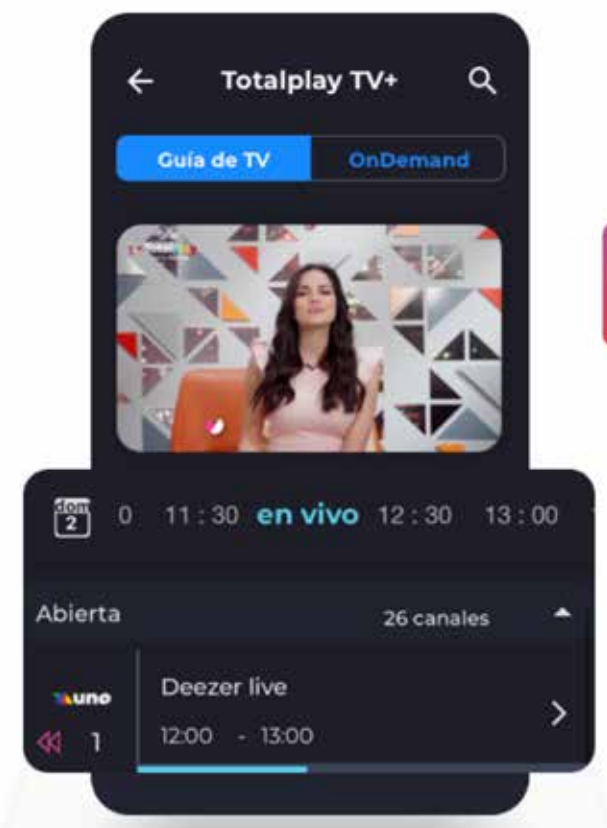 Totalplay TV+
Guía de TV
OnDemand
dom
2
0 11 : 30 en vivo 12 : 30 13 : 00
Abierta
26 canales
uno
1
Deezer live
12:00 - 13:00